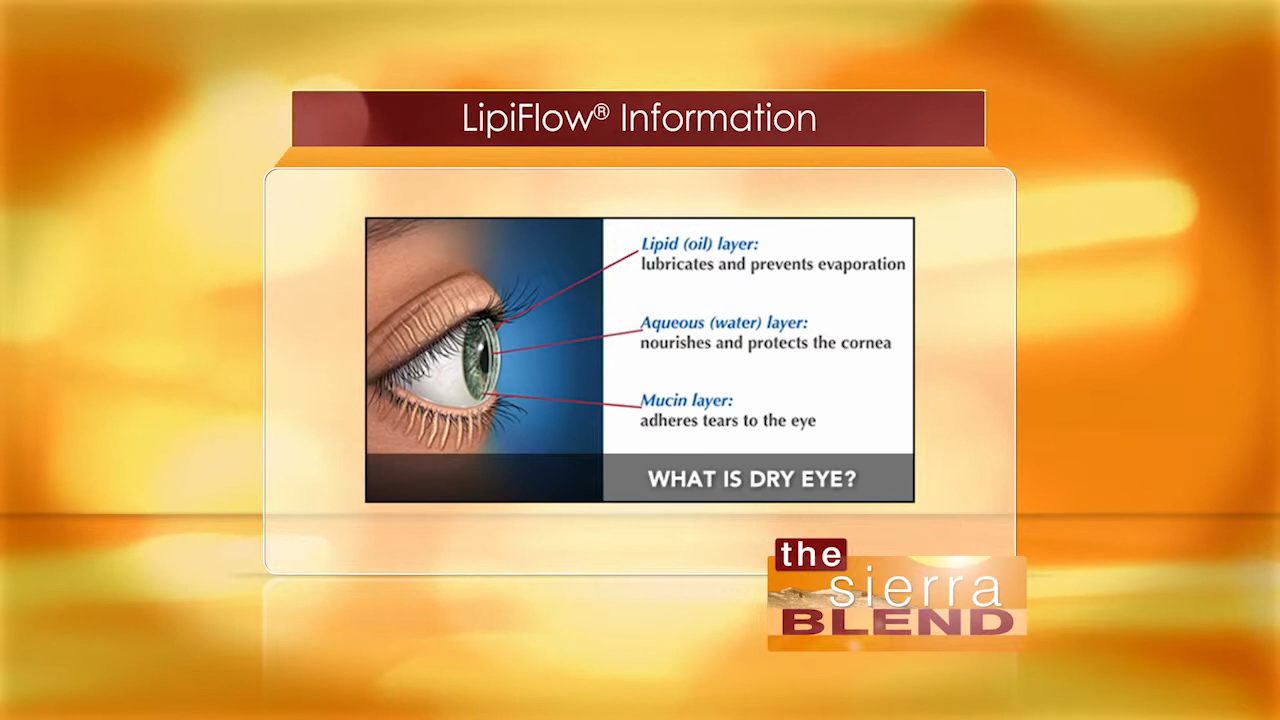 LipiFlow® Information
Lipid (oil) layer:
lubricates and prevents evaporation
Aqueous (water) layer:
nourishes and protects the cornea
Mucin layer:
adheres tears to the eye
WHAT IS DRY EYE?
the
sierra
BLEND